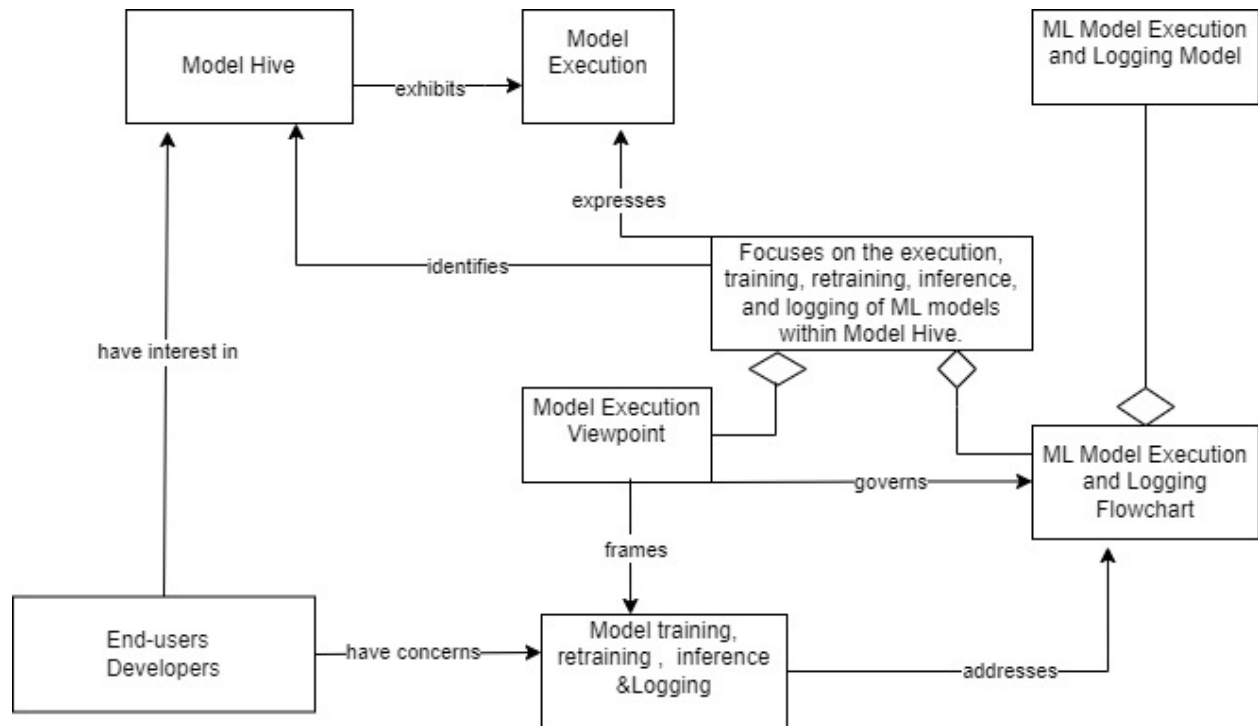 Model Hive
exhibits
Model
Execution
ML Model Execution
and Logging Model
expresses
identifies
Focuses on the execution,
training, retraining, inference,
and logging of ML models
within Model Hive.
have interest in
Model Execution
Viewpoint
governs
ML Model Execution
and Logging
Flowchart
frames
End-users
Developers
have concerns
Model training,
retraining , inference
&Logging
addresses